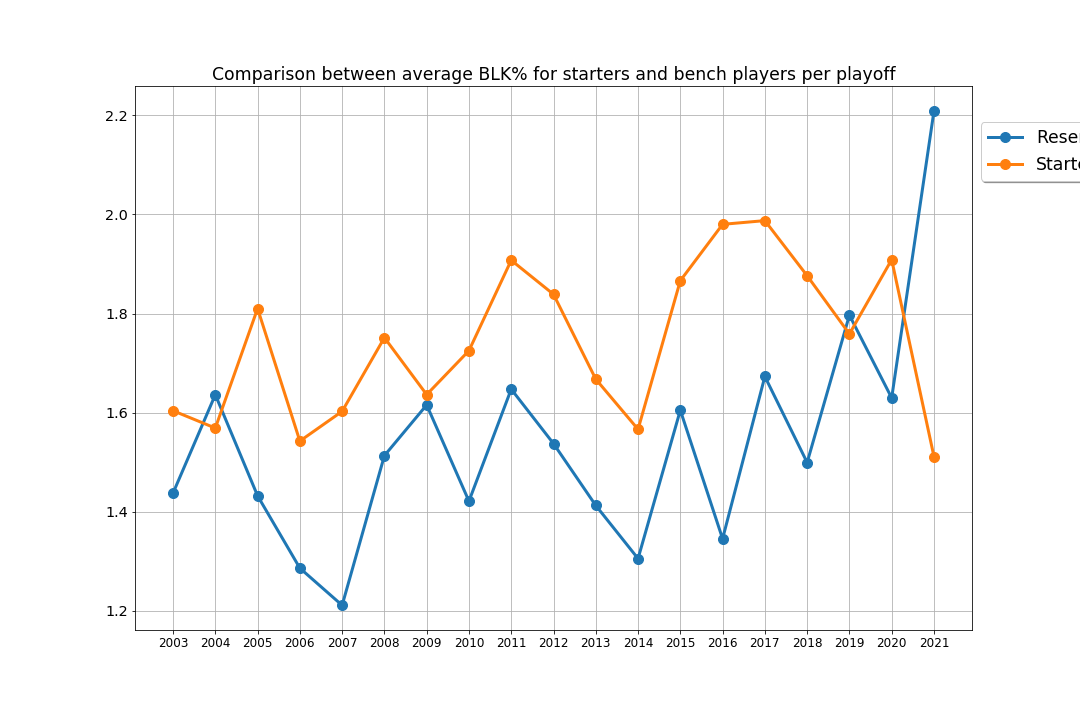 Comparison between average BLK% for starters and bench players per playoff
2.2
2.0
1.8
1.6
1.4
1.2
2003 2004 2005 2006 2007 2008 2009 2010 2011 2012 2013 2014 2015 2016 2017 2018 2019 2020 2021
Rese
Start